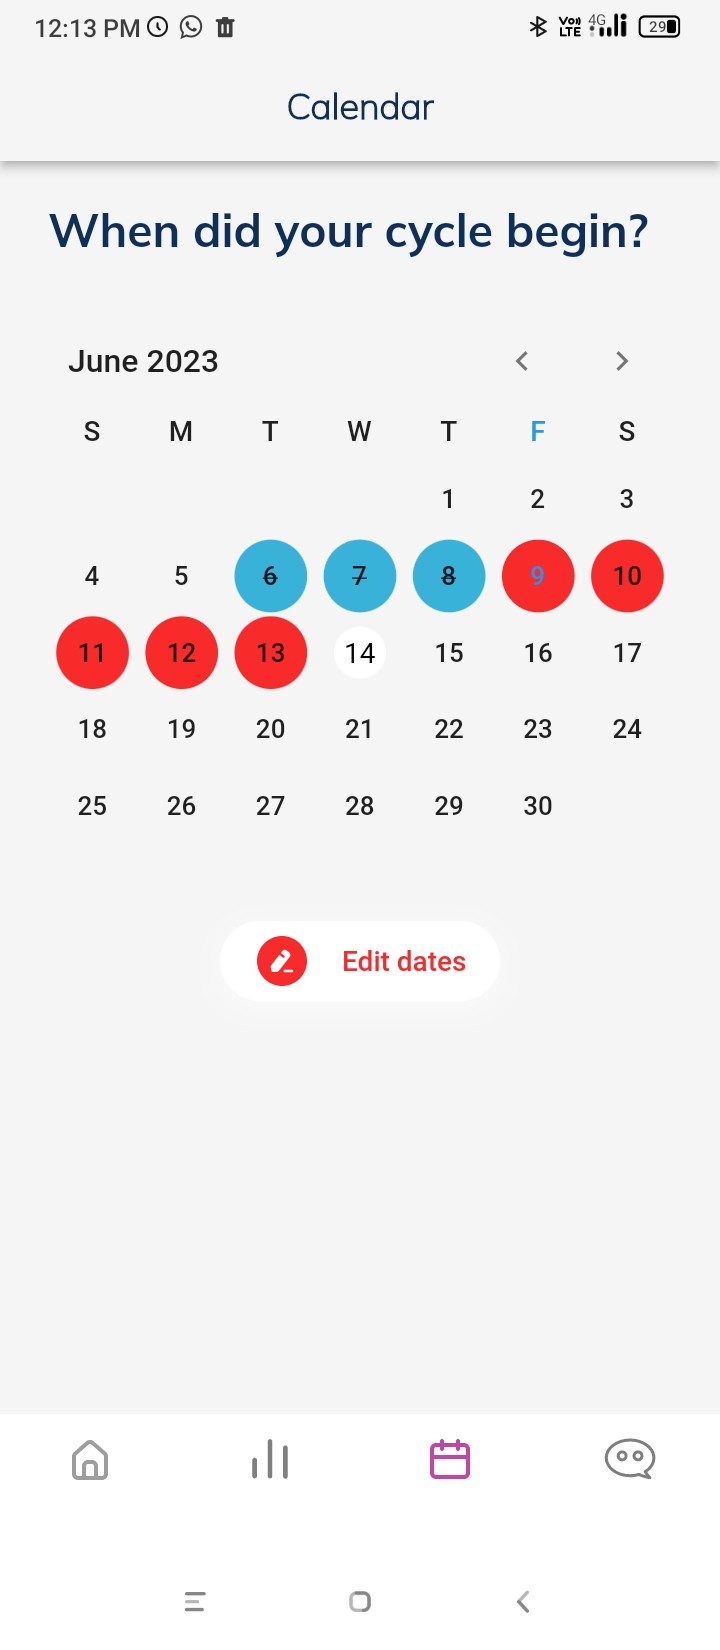 12:13 PM Vo) LTE 4G 29
Calendar
When did your cycle begin?
June 2023
S M T W T F S
1 2 3
4 5 6 7 8 9 10
11 12 13 14 15 16 17
18 19 20 21 22 23 24
25 26 27 28 29 30
Edit dates